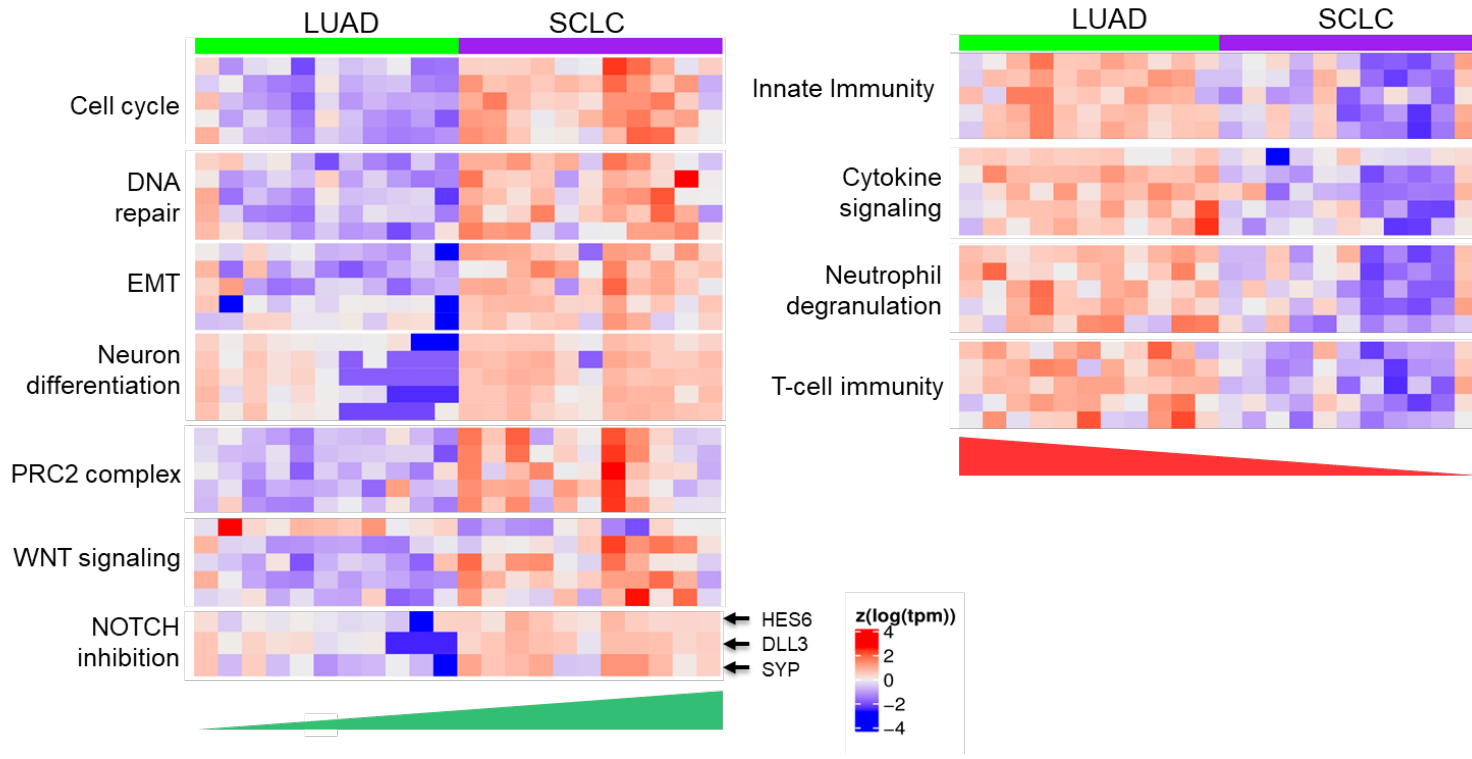 LUAD
SCLC
Cell cycle
DNA
repair
EMT
Neuron
differentiation
PRC2 complex
WNT signaling
NOTCH
inhibition
HES6
DLL3
SYP
LUAD
SCLC
Innate Immunity
Cytokine
signaling
Neutrophil
degranulation
T-cell immunity
z(log(tpm))
4
2
0
−2
−4